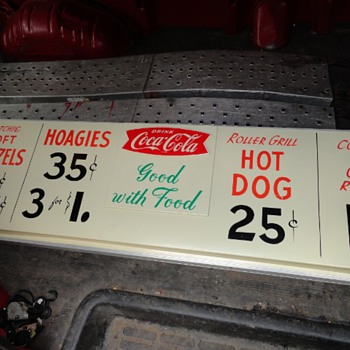 HOAGIES
35¢
3 for $1.
DRINK
Coca-Cola
Good
with Food
ROLLER GRILL
HOT
DOG
25¢